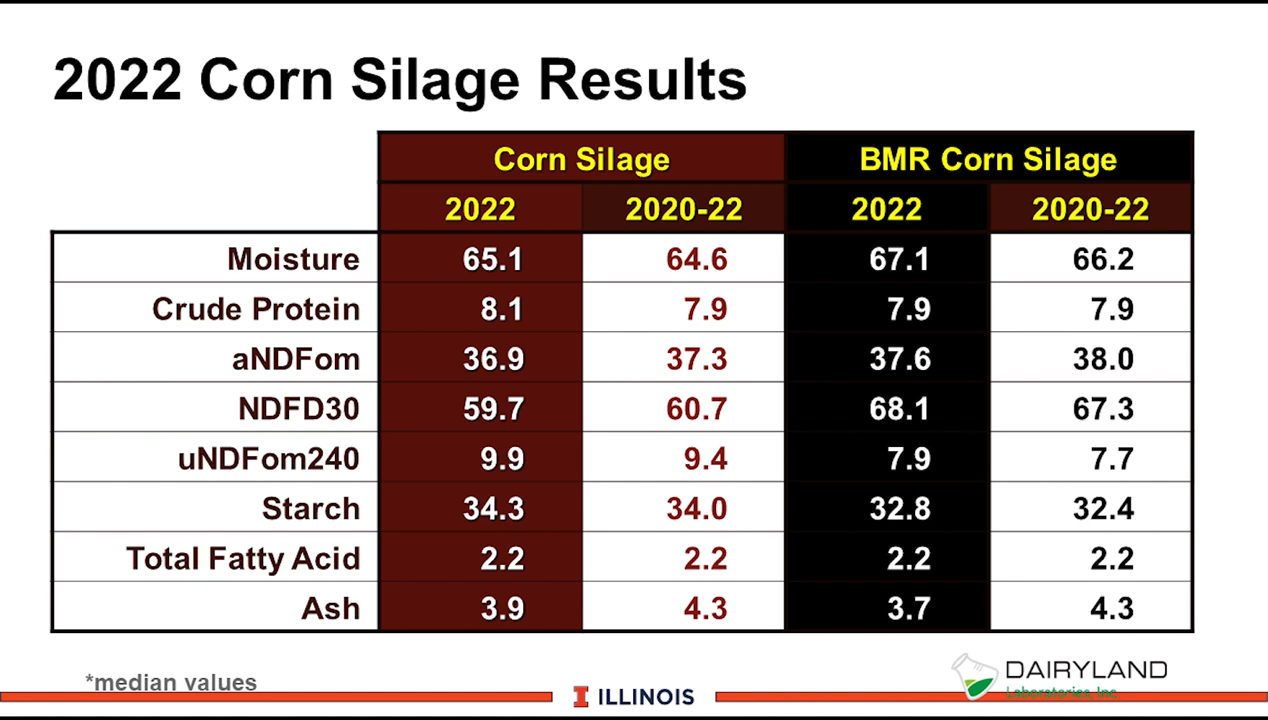 2022 Corn Silage Results
Corn Silage BMR Corn Silage
2022 2020-22 2022 2020-22
Moisture 65.1 64.6 67.1 66.2
Crude Protein 8.1 7.9 7.9 7.9
aNDFom 36.9 37.3 37.6 38.0
NDFD30 59.7 60.7 68.1 67.3
uNDFom240 9.9 9.4 7.9 7.7
Starch 34.3 34.0 32.8 32.4
Total Fatty Acid 2.2 2.2 2.2 2.2
Ash 3.9 4.3 3.7 4.3
*median values
I ILLINOIS
DAIRYLAND
Laboratories, Inc.